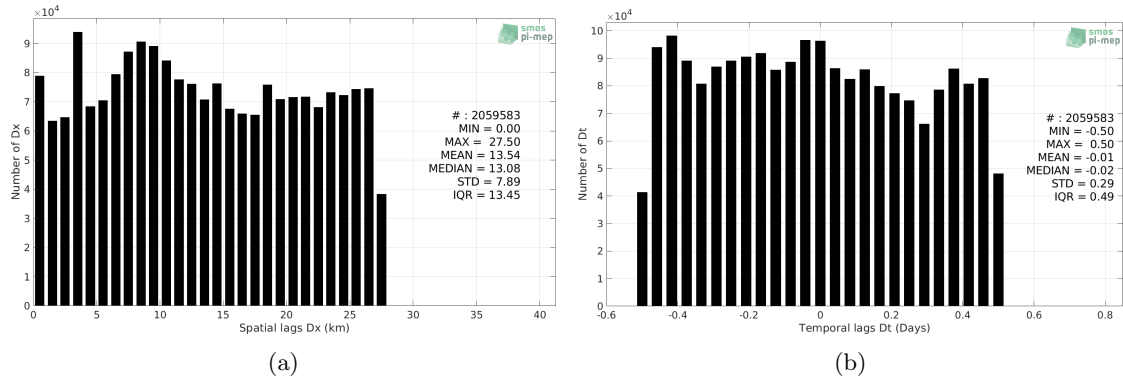 ×10⁴
smos
pi-mep
9
8
7
6
5
4
3
2
1
0
Number of Dx
# : 2059583
MIN = 0.00
MAX = 27.50
MEAN = 13.54
MEDIAN = 13.08
STD = 7.89
IQR = 13.45
0 5 10 15 20 25 30 35 40
Spatial lags Dx (km)
(a)
×10⁴
smos
pi-mep
10
9
8
7
6
5
4
3
2
1
0
Number of Dt
# : 2059583
MIN = -0.50
MAX = 0.50
MEAN = -0.01
MEDIAN = -0.02
STD = 0.29
IQR = 0.49
-0.6 -0.4 -0.2 0 0.2 0.4 0.6 0.8
Temporal lags Dt (Days)
(b)